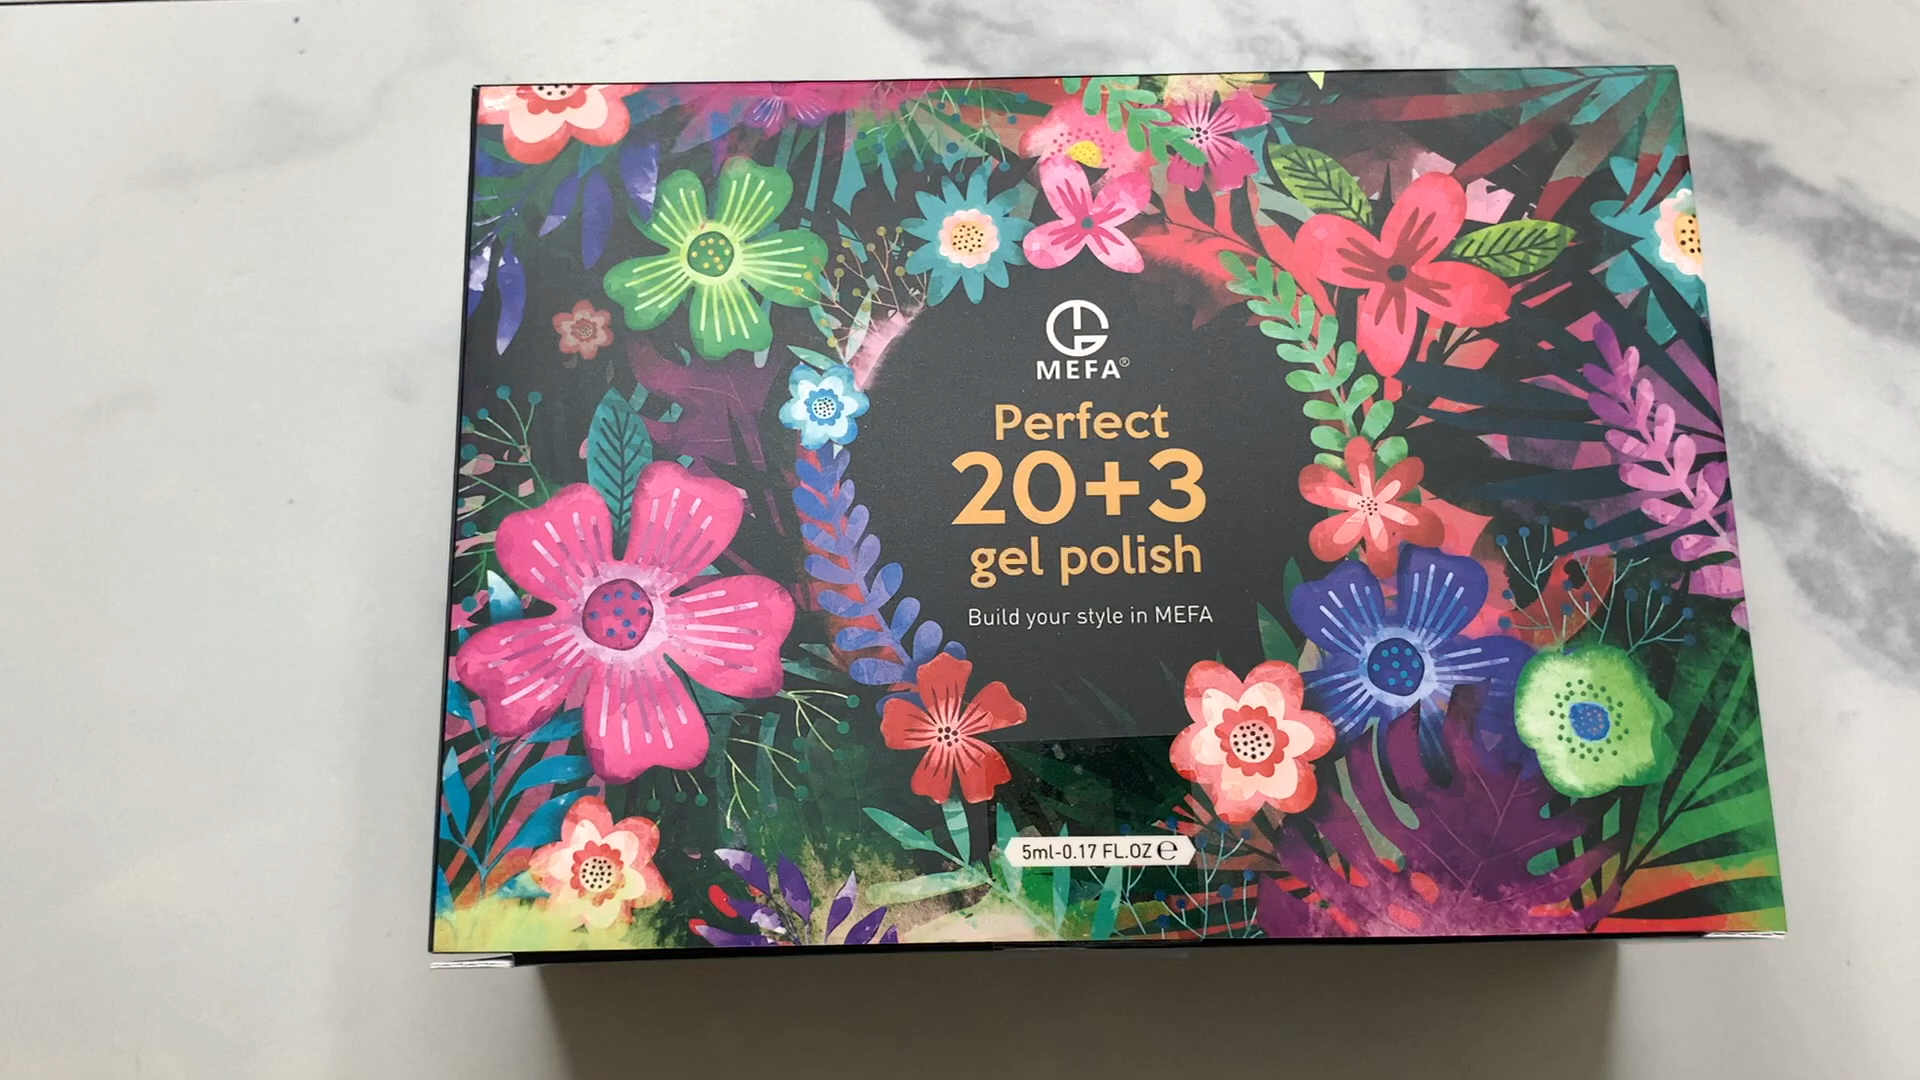 MEFA®
Perfect
20+3
gel polish
Build your style in MEFA
5ml-0.17 FL.OZ ℮